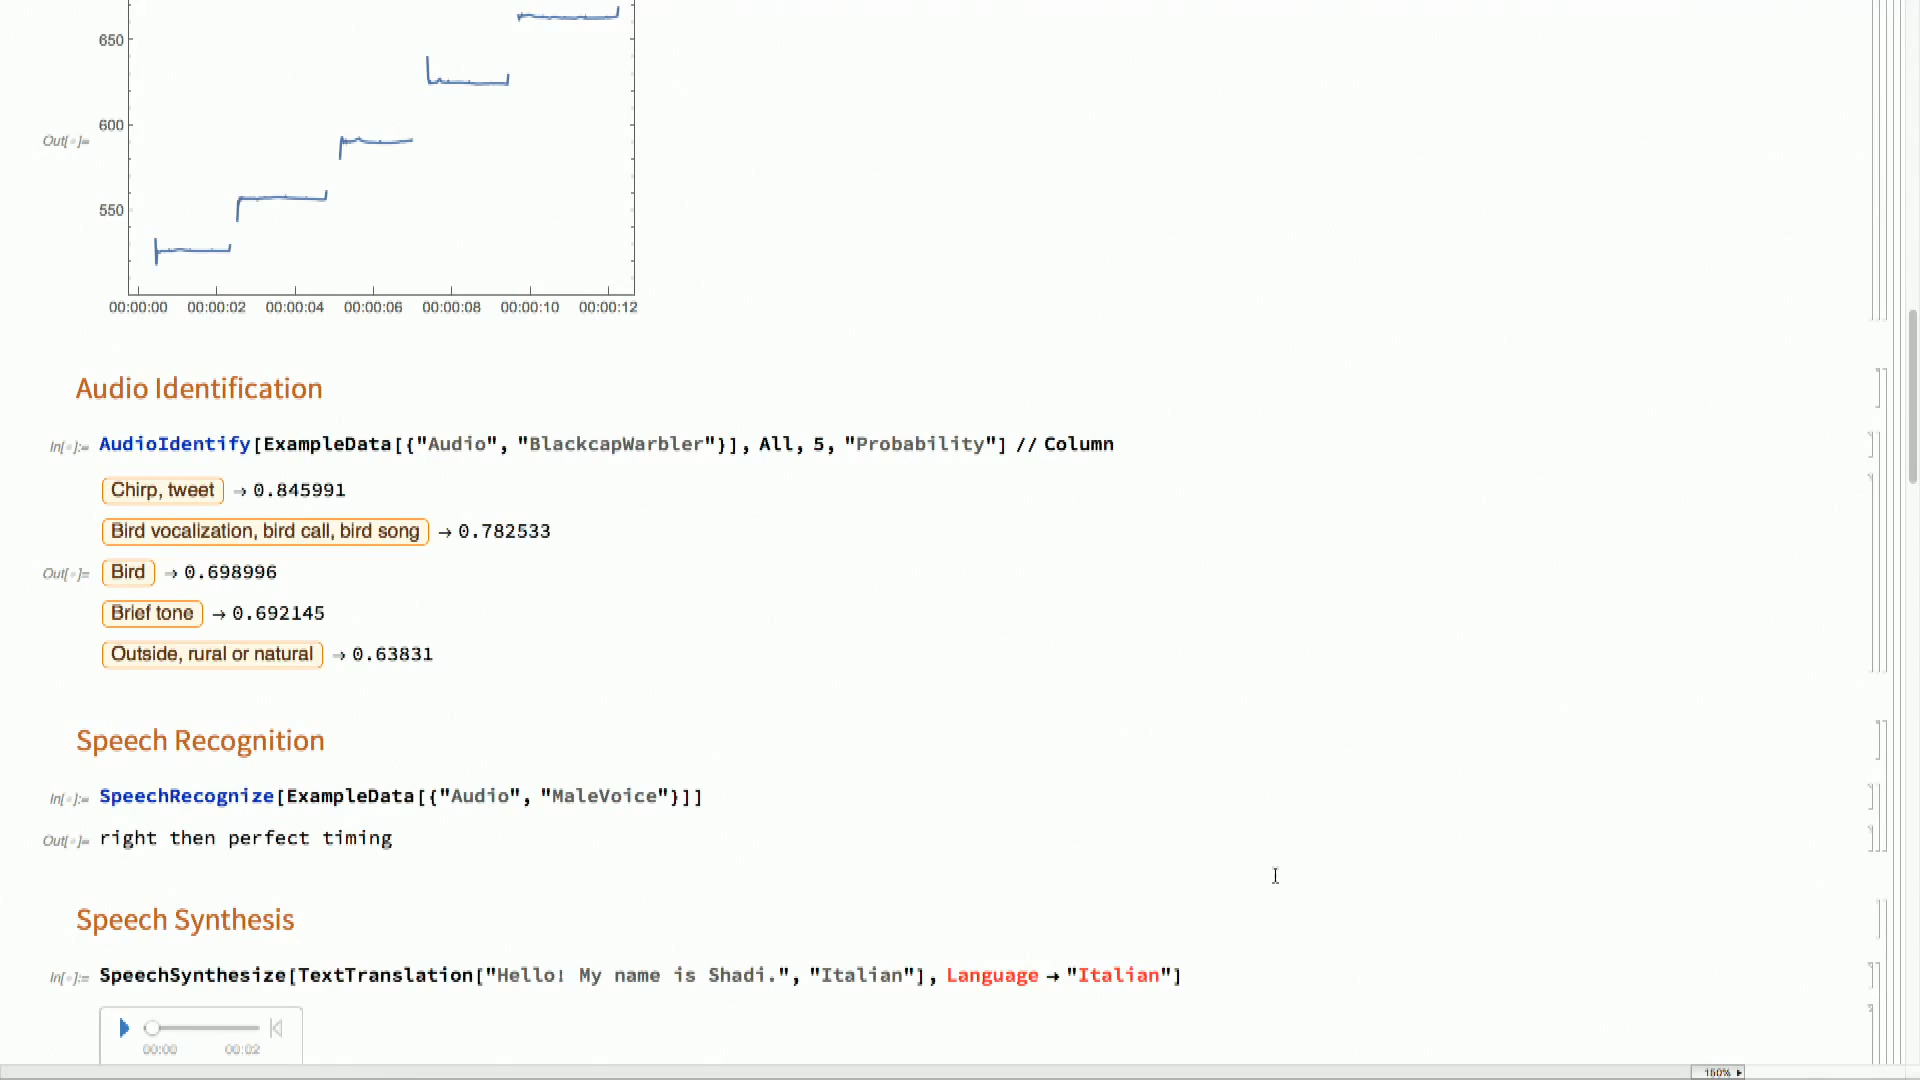 650
600
Out[ ]=
550
00:00:00 00:00:02 00:00:04 00:00:06 00:00:08 00:00:10 00:00:12
Audio Identification
In[ ]:= AudioIdentify[ExampleData[{"Audio", "BlackcapWarbler"}], All, 5, "Probability"] // Column
Chirp, tweet → 0.845991
Bird vocalization, bird call, bird song → 0.782533
Out[ ]= Bird → 0.698996
Brief tone → 0.692145
Outside, rural or natural → 0.63831
Speech Recognition
In[ ]:= SpeechRecognize[ExampleData[{"Audio", "MaleVoice"}]]
Out[ ]= right then perfect timing
Speech Synthesis
In[ ]:= SpeechSynthesize[TextTranslation["Hello! My name is Shadi.", "Italian"], Language → "Italian"]
00:00 00:02
150%